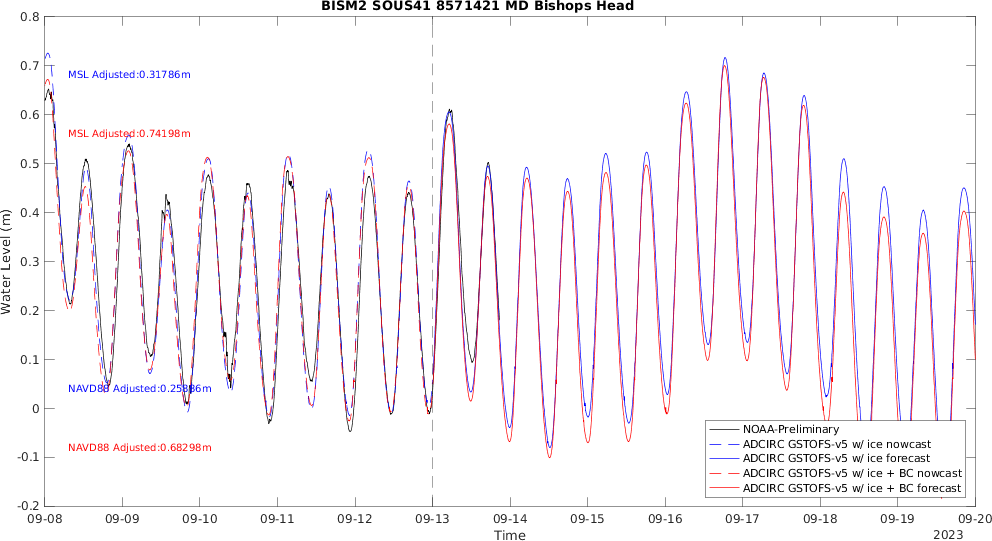 BISM2 SOUS41 8571421 MD Bishops Head
0.8
0.7
0.6
0.5
0.4
0.3
0.2
0.1
0
-0.1
-0.2
Water Level (m)
MSL Adjusted:0.31786m
MSL Adjusted:0.74198m
NAVD88 Adjusted:0.25886m
NAVD88 Adjusted:0.68298m
NOAA-Preliminary
ADCIRC GSTOFS-v5 w/ ice nowcast
ADCIRC GSTOFS-v5 w/ ice forecast
ADCIRC GSTOFS-v5 w/ ice + BC nowcast
ADCIRC GSTOFS-v5 w/ ice + BC forecast
09-08 09-09 09-10 09-11 09-12 09-13 09-14 09-15 09-16 09-17 09-18 09-19 09-20
Time
2023